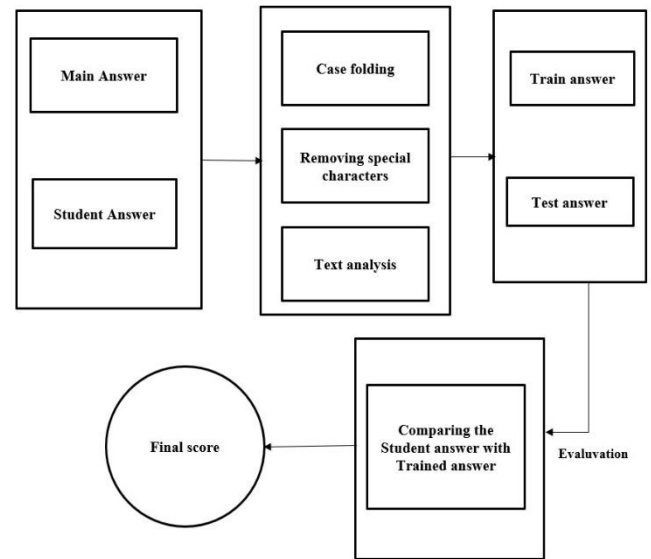 Main Answer
Student Answer
Case folding
Removing special
characters
Text analysis
Train answer
Test answer
Evaluvation
Comparing the
Student answer with
Trained answer
Final score